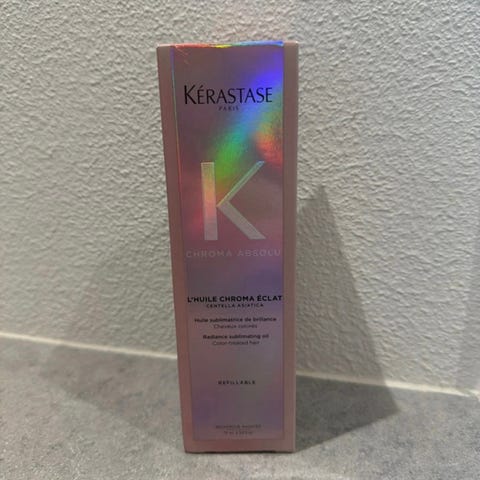 KÉRASTASE
PARIS
K
CHROMA ABSOLU
L'HUILE CHROMA ÉCLAT
CENTELLA ASIATICA
Huile sublimatrice de brillance
Cheveux colorés
Radiance sublimating oil
Color-treated hair
REFILLABLE